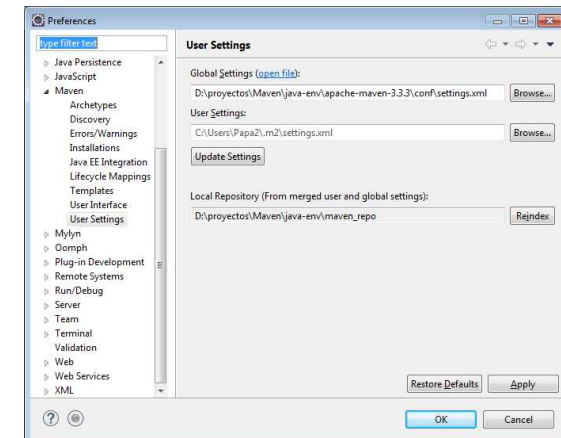 Preferences
type filter text
Java Persistence
JavaScript
Maven
Archetypes
Discovery
Errors/Warnings
Installations
Java EE Integration
Lifecycle Mappings
Templates
User Interface
User Settings
Mylyn
Oomph
Plug-in Development
Remote Systems
Run/Debug
Server
Team
Terminal
Validation
Web
Web Services
XML
User Settings
Global Settings (open file):
D:\proyectos\Maven\java-env\apache-maven-3.3.3\conf\settings.xml Browse...
User Settings:
C:\Users\Papa2\.m2\settings.xml Browse...
Update Settings
Local Repository (From merged user and global settings):
D:\proyectos\Maven\java-env\maven_repo Reindex
Restore Defaults Apply
OK Cancel